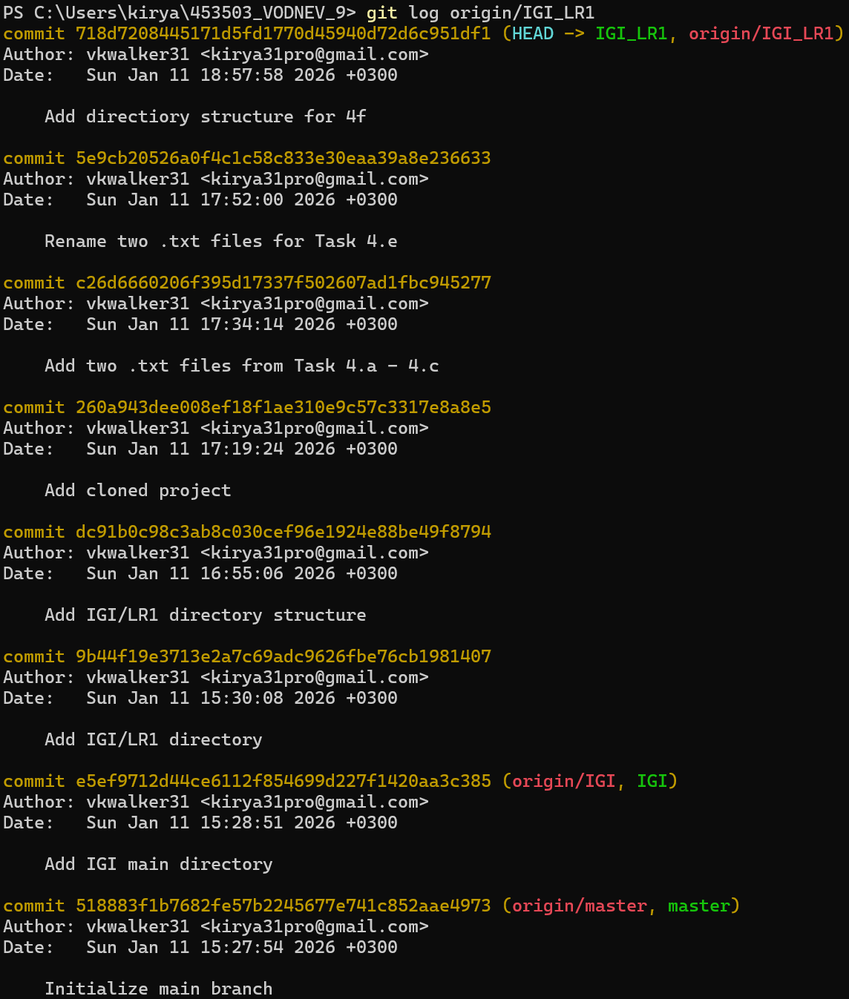 PS C:\Users\kirya\453503_VODNEV_9> git log origin/IGI_LR1
commit 718d7208445171d5fd1770d45940d72d6c951df1 (HEAD -> IGI_LR1, origin/IGI_LR1)
Author: vkwalker31 <kirya31pro@gmail.com>
Date:   Sun Jan 11 18:57:58 2026 +0300
Add directiory structure for 4f
commit 5e9cb20526a0f4c1c58c833e30eaa39a8e236633
Author: vkwalker31 <kirya31pro@gmail.com>
Date:   Sun Jan 11 17:52:00 2026 +0300
Rename two .txt files for Task 4.e
commit c26d6660206f395d17337f502607ad1fbc945277
Author: vkwalker31 <kirya31pro@gmail.com>
Date:   Sun Jan 11 17:34:14 2026 +0300
Add two .txt files from Task 4.a - 4.c
commit 260a943dee008ef18f1ae310e9c57c3317e8a8e5
Author: vkwalker31 <kirya31pro@gmail.com>
Date:   Sun Jan 11 17:19:24 2026 +0300
Add cloned project
commit dc91b0c98c3ab8c030cef96e1924e88be49f8794
Author: vkwalker31 <kirya31pro@gmail.com>
Date:   Sun Jan 11 16:55:06 2026 +0300
Add IGI/LR1 directory structure
commit 9b44f19e3713e2a7c69adc9626fbe76cb1981407
Author: vkwalker31 <kirya31pro@gmail.com>
Date:   Sun Jan 11 15:30:08 2026 +0300
Add IGI/LR1 directory
commit e5ef9712d44ce6112f854699d227f1420aa3c385 (origin/IGI, IGI)
Author: vkwalker31 <kirya31pro@gmail.com>
Date:   Sun Jan 11 15:28:51 2026 +0300
Add IGI main directory
commit 518883f1b7682fe57b2245677e741c852aae4973 (origin/master, master)
Author: vkwalker31 <kirya31pro@gmail.com>
Date:   Sun Jan 11 15:27:54 2026 +0300
Initialize main branch